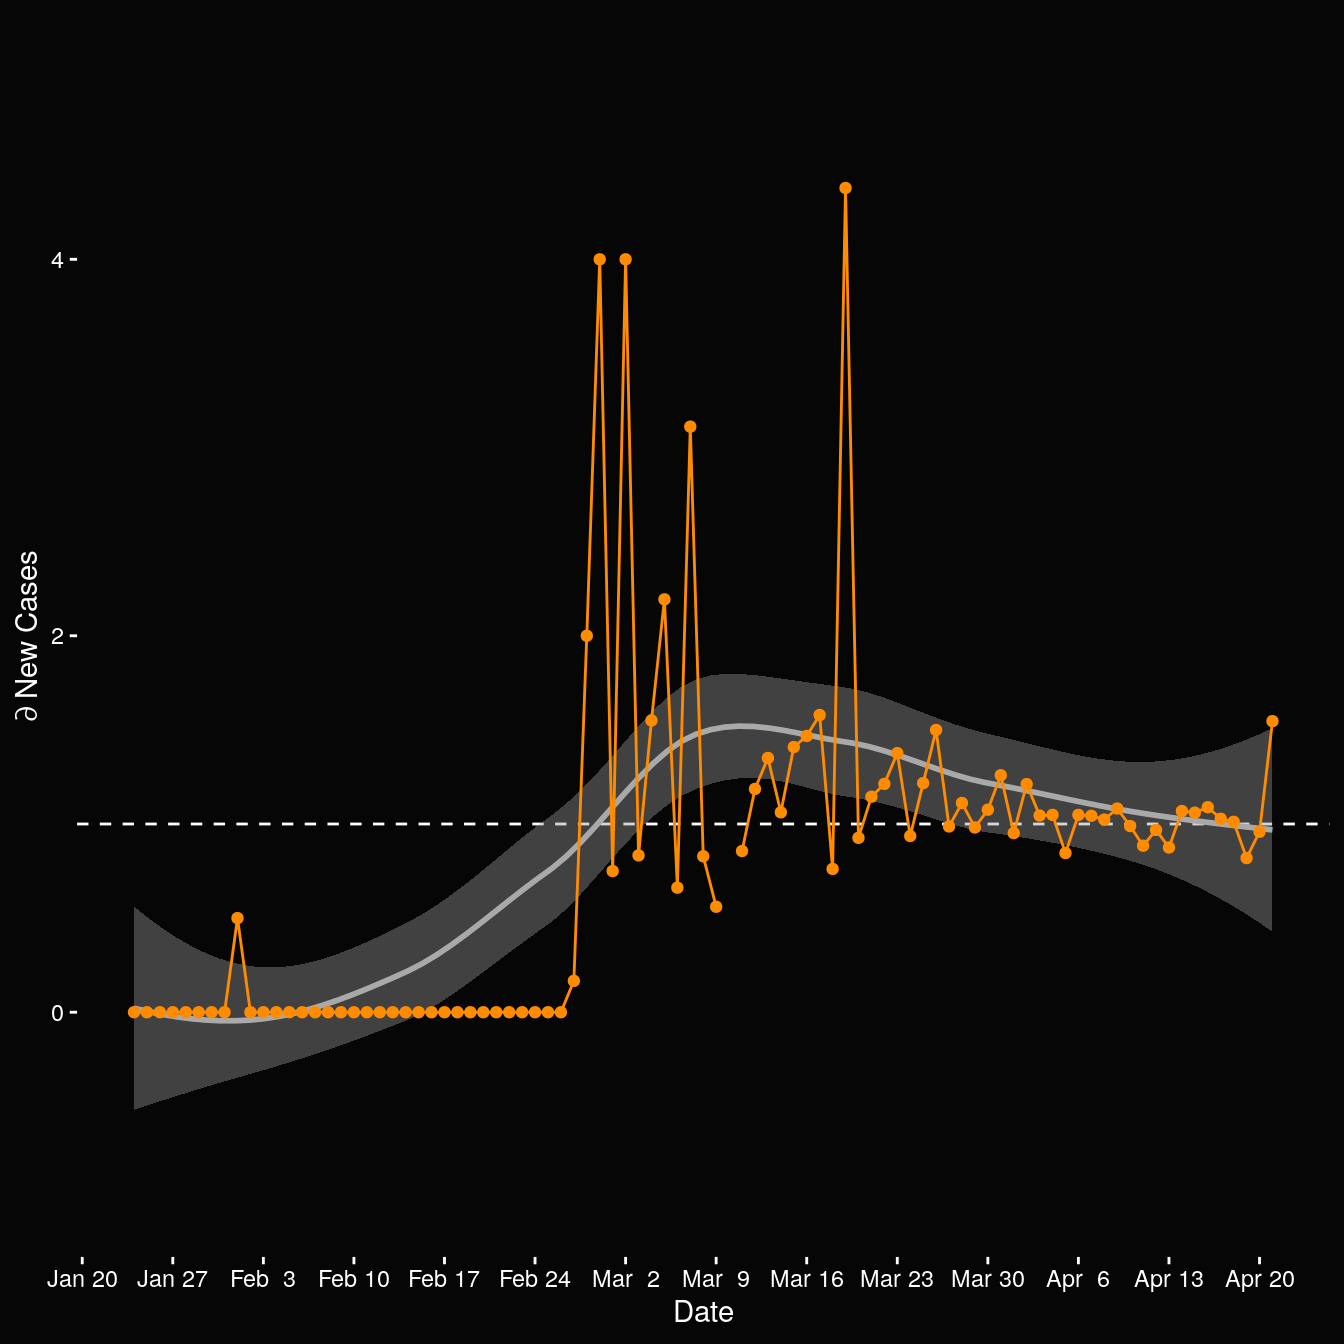 ∂ New Cases
4
2
0
Jan 20 Jan 27 Feb  3 Feb 10 Feb 17 Feb 24 Mar  2 Mar  9 Mar 16 Mar 23 Mar 30 Apr  6 Apr 13 Apr 20
Date